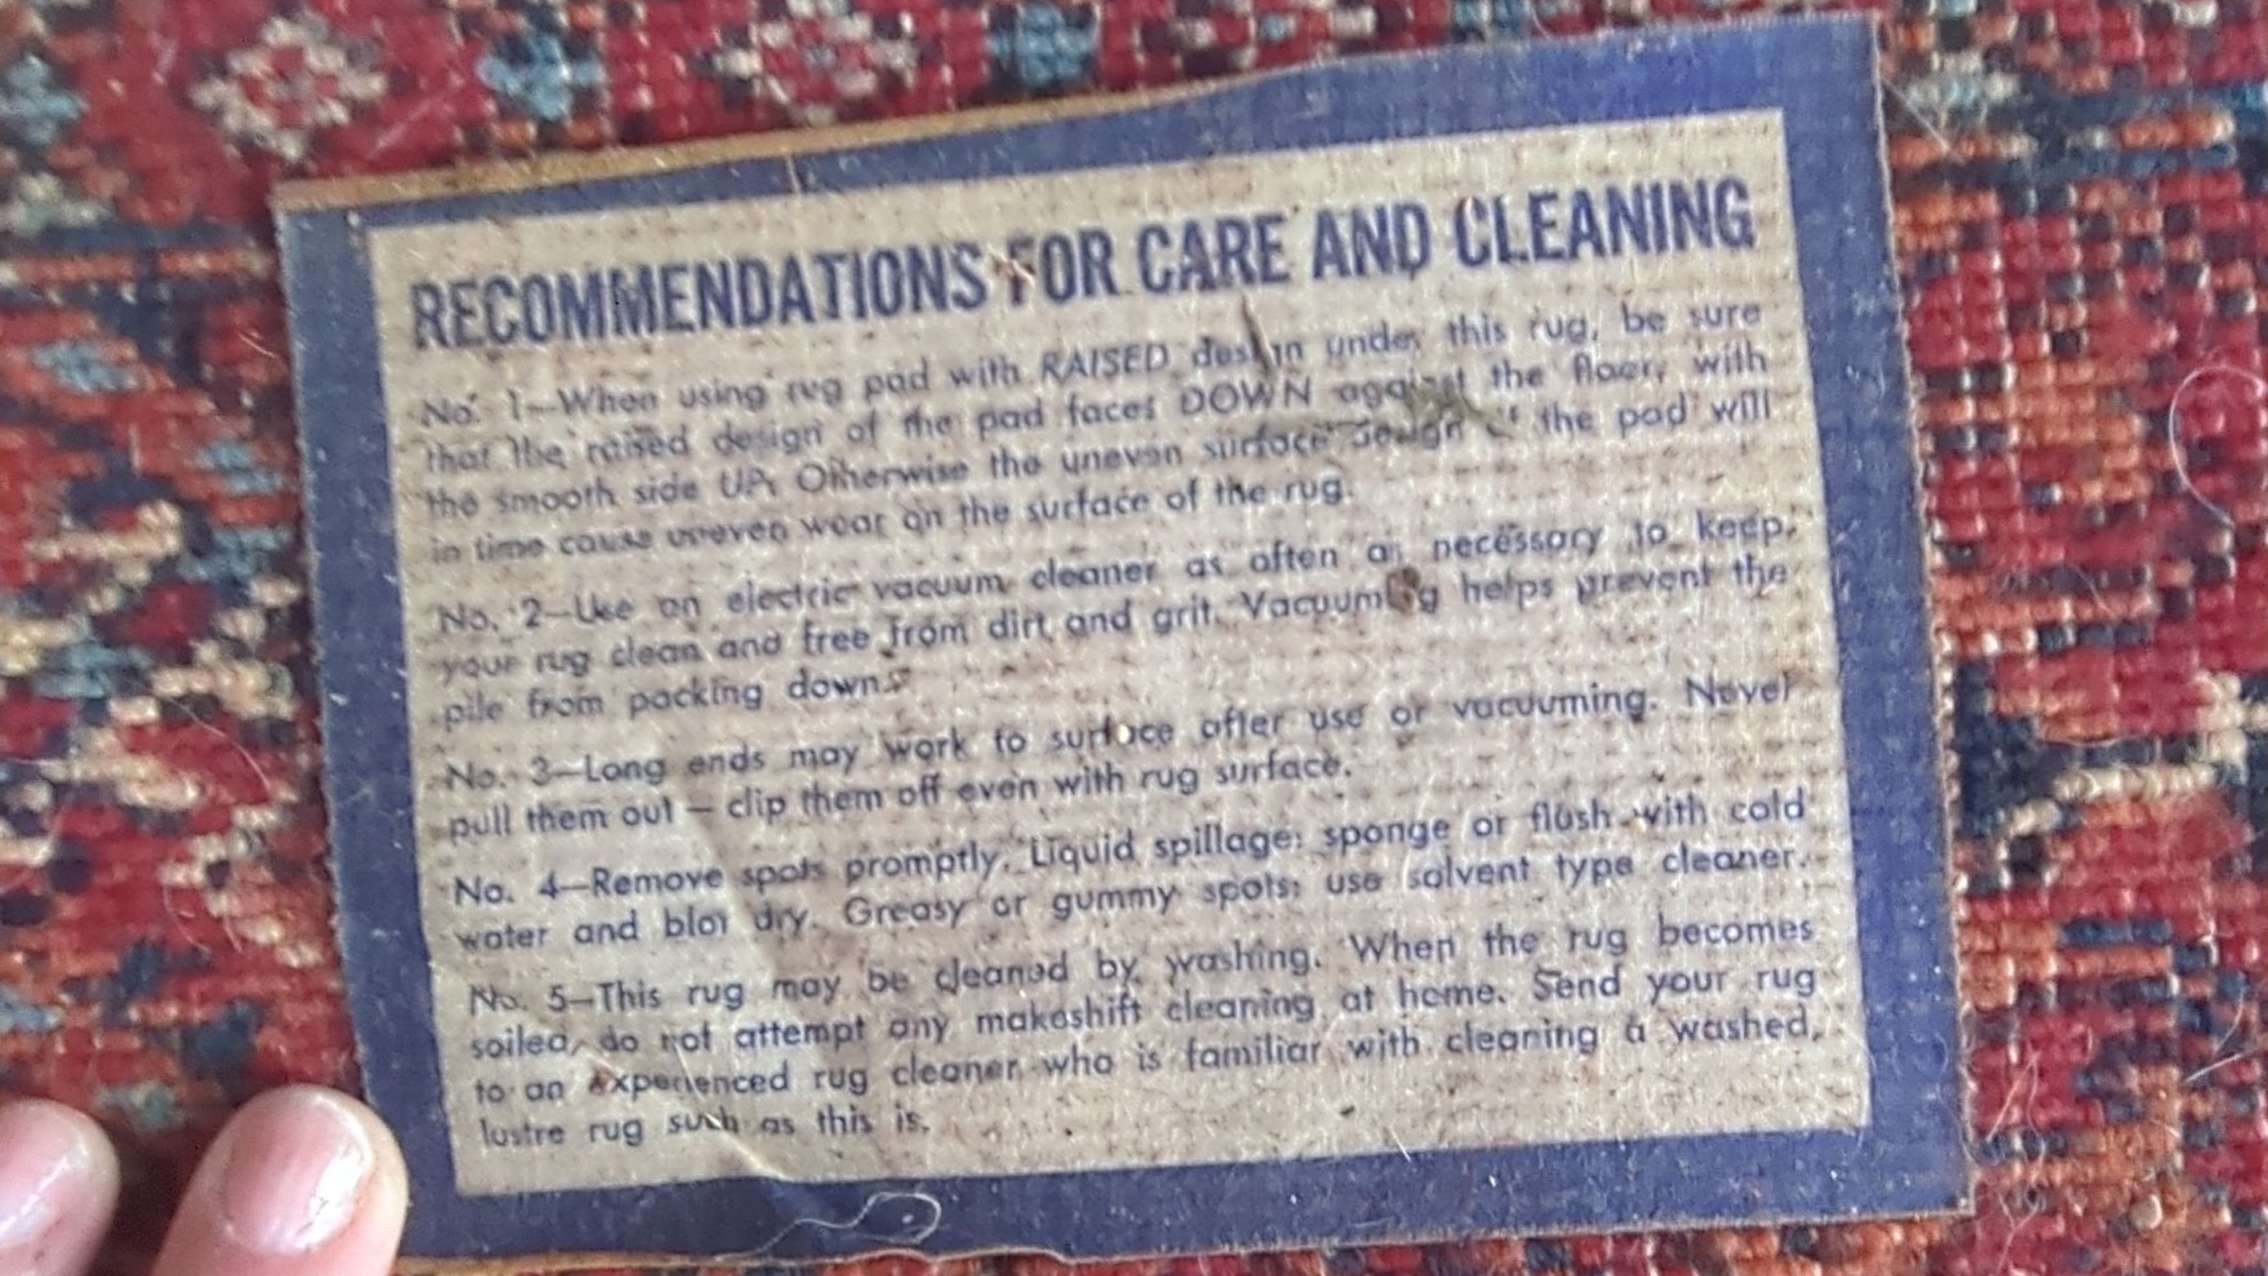 RECOMMENDATIONS FOR CARE AND CLEANING
No. 1—When using rug pad with RAISED design under this rug, be sure
that the raised design of the pad faces DOWN against the floor, with
the smooth side UP. Otherwise the uneven surface design of the pad will
in time cause uneven wear on the surface of the rug.
No. 2—Use an electric vacuum cleaner as often as necessary to keep
your rug clean and free from dirt and grit. Vacuuming helps prevent the
pile from packing down.
No. 3—Long ends may work to surface after use or vacuuming. Never
pull them out — clip them off even with rug surface.
No. 4—Remove spots promptly. Liquid spillage: sponge or flush with cold
water and blot dry. Greasy or gummy spots: use solvent type cleaner.
No. 5—This rug may be cleaned by washing. When the rug becomes
soiled, do not attempt any makeshift cleaning at home. Send your rug
to an experienced rug cleaner who is familiar with cleaning a washed,
lustre rug such as this is.